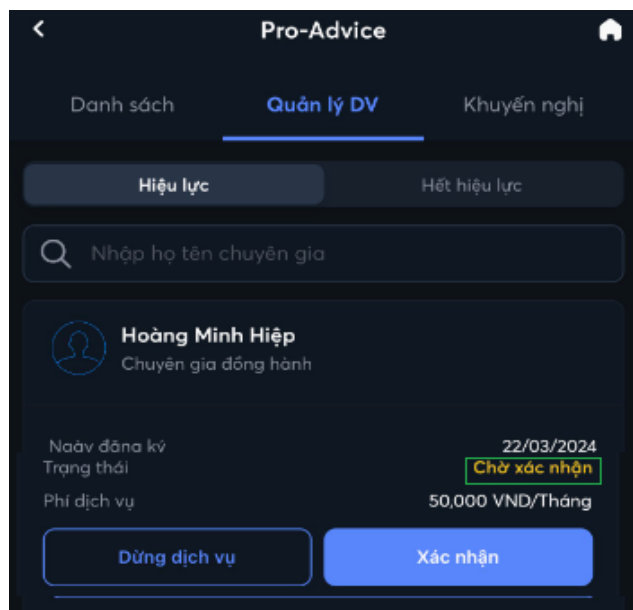 Pro-Advice
Danh sách Quản lý DV Khuyến nghị
Hiệu lực Hết hiệu lực
Nhập họ tên chuyên gia
Hoàng Minh Hiệp
Chuyên gia đồng hành
Ngày đăng ký 22/03/2024
Trạng thái Chờ xác nhận
Phí dịch vụ 50,000 VND/Tháng
Dừng dịch vụ Xác nhận